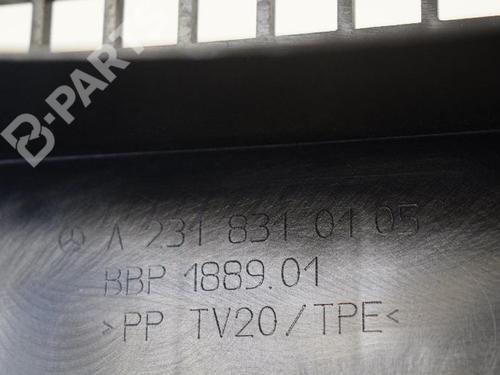 B-PARTS
A 231 831 01 05
BBP 1889.01
>PP TV20/TPE<